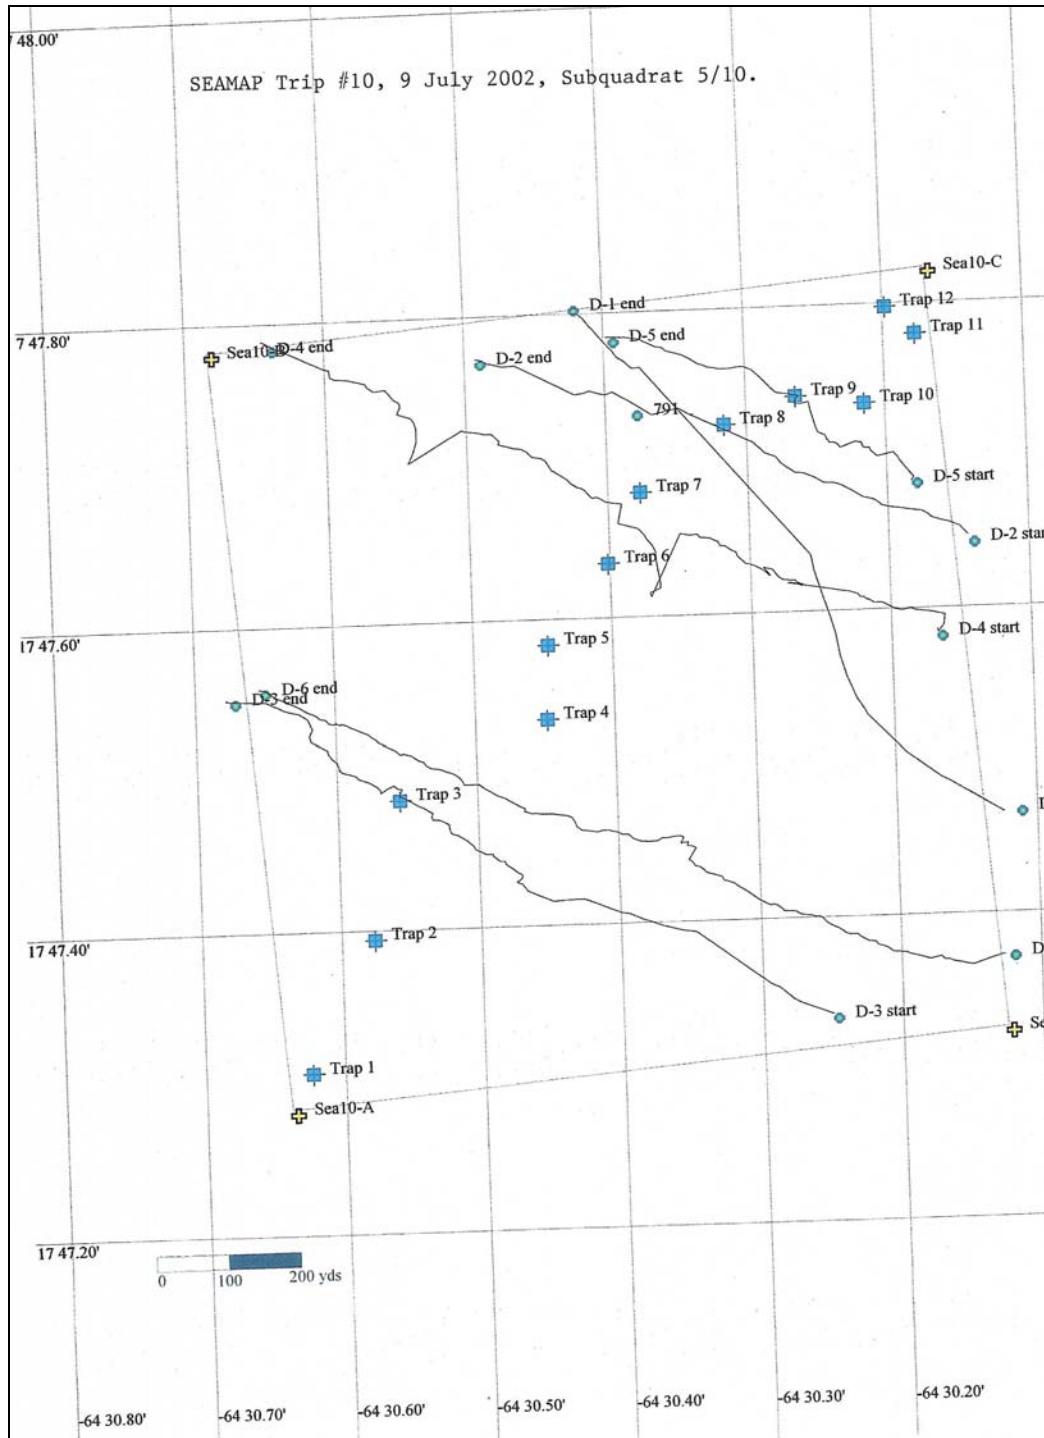 7 48.00'
SEAMAP Trip #10, 9 July 2002, Subquadrat 5/10.
Sea10-C
D-1 end
Trap 12
Trap 11
7 47.80'
Sea10-B
D-4 end
D-5 end
D-2 end
Trap 9
Trap 10
791
Trap 8
D-5 start
Trap 7
D-2 star
Trap 6
D-4 start
17 47.60'
Trap 5
D-6 end
D-3 end
Trap 4
Trap 3
D
Trap 2
17 47.40'
D
D-3 start
Se
Trap 1
Sea10-A
17 47.20'
0 100 200 yds
-64 30.80' -64 30.70' -64 30.60' -64 30.50' -64 30.40' -64 30.30' -64 30.20'